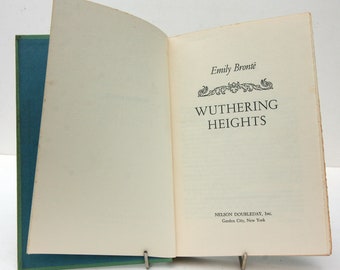 Emily Brontë
WUTHERING
HEIGHTS
NELSON DOUBLEDAY, Inc.
Garden City, New York